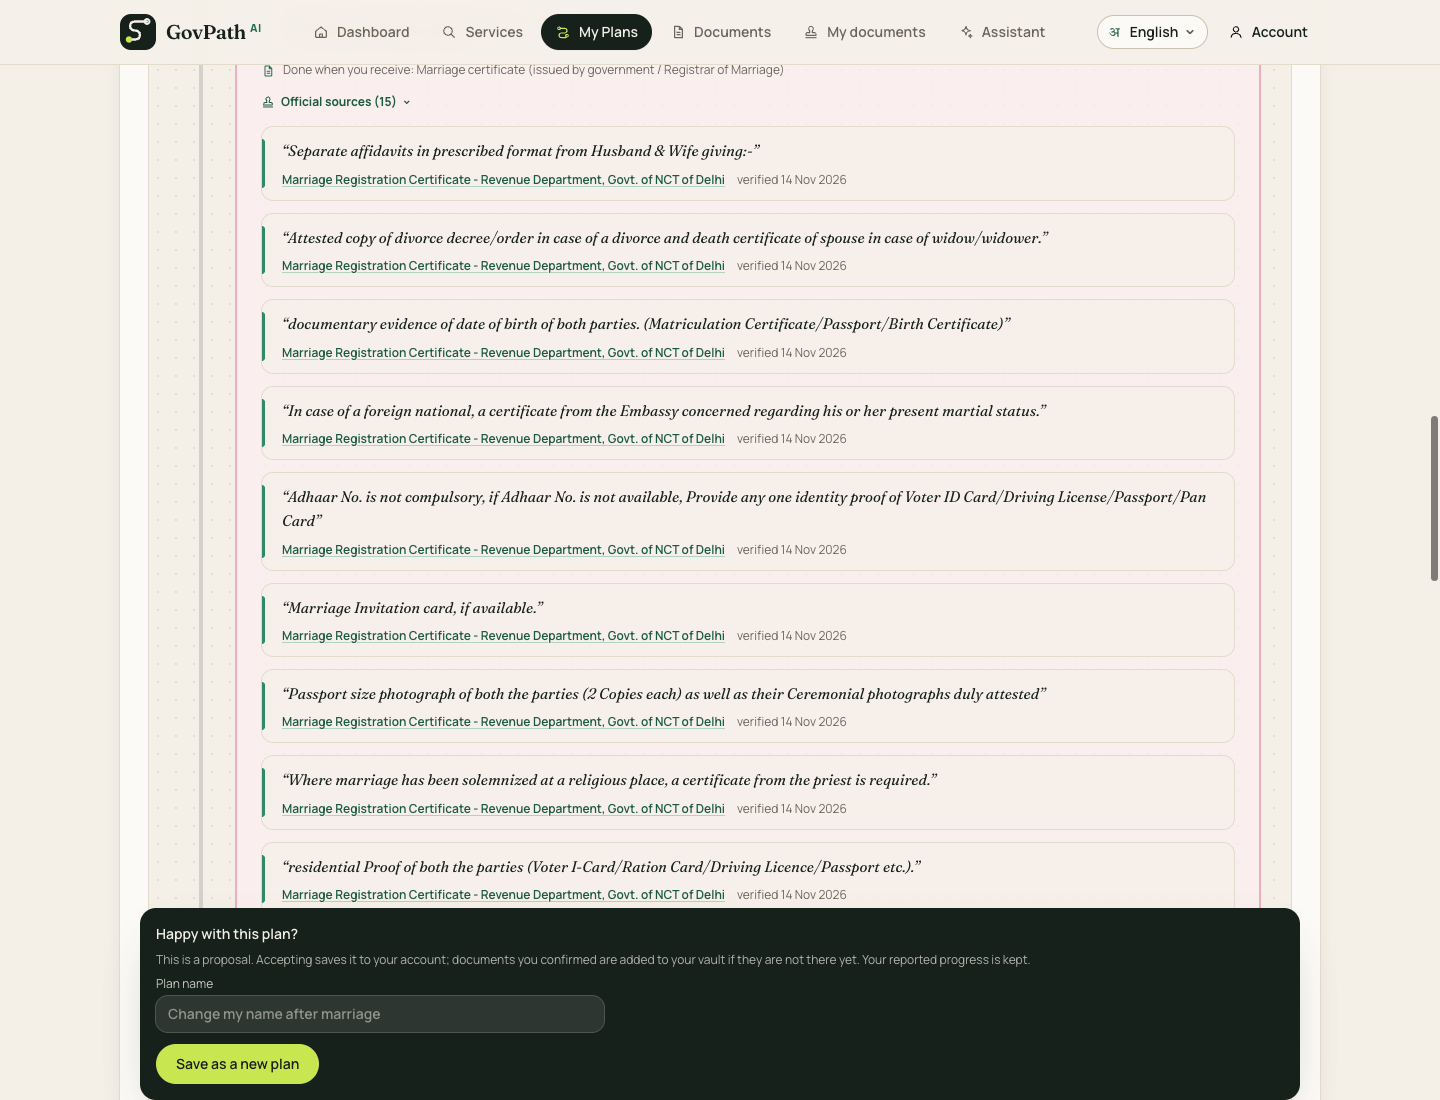 GovPath AI
Dashboard
Services
My Plans
Documents
My documents
Assistant
अ English
Account
Done when you receive: Marriage certificate (issued by government / Registrar of Marriage)
Official sources (15)
“Separate affidavits in prescribed format from Husband & Wife giving:-”
Marriage Registration Certificate - Revenue Department, Govt. of NCT of Delhi verified 14 Nov 2026
“Attested copy of divorce decree/order in case of a divorce and death certificate of spouse in case of widow/widower.”
Marriage Registration Certificate - Revenue Department, Govt. of NCT of Delhi verified 14 Nov 2026
“documentary evidence of date of birth of both parties. (Matriculation Certificate/Passport/Birth Certificate)”
Marriage Registration Certificate - Revenue Department, Govt. of NCT of Delhi verified 14 Nov 2026
“In case of a foreign national, a certificate from the Embassy concerned regarding his or her present martial status.”
Marriage Registration Certificate - Revenue Department, Govt. of NCT of Delhi verified 14 Nov 2026
“Adhaar No. is not compulsory, if Adhaar No. is not available, Provide any one identity proof of Voter ID Card/Driving License/Passport/Pan
Card”
Marriage Registration Certificate - Revenue Department, Govt. of NCT of Delhi verified 14 Nov 2026
“Marriage Invitation card, if available.”
Marriage Registration Certificate - Revenue Department, Govt. of NCT of Delhi verified 14 Nov 2026
“Passport size photograph of both the parties (2 Copies each) as well as their Ceremonial photographs duly attested”
Marriage Registration Certificate - Revenue Department, Govt. of NCT of Delhi verified 14 Nov 2026
“Where marriage has been solemnized at a religious place, a certificate from the priest is required.”
Marriage Registration Certificate - Revenue Department, Govt. of NCT of Delhi verified 14 Nov 2026
“residential Proof of both the parties (Voter I-Card/Ration Card/Driving Licence/Passport etc.).”
Marriage Registration Certificate - Revenue Department, Govt. of NCT of Delhi verified 14 Nov 2026
Happy with this plan?
This is a proposal. Accepting saves it to your account; documents you confirmed are added to your vault if they are not there yet. Your reported progress is kept.
Plan name
Change my name after marriage
Save as a new plan